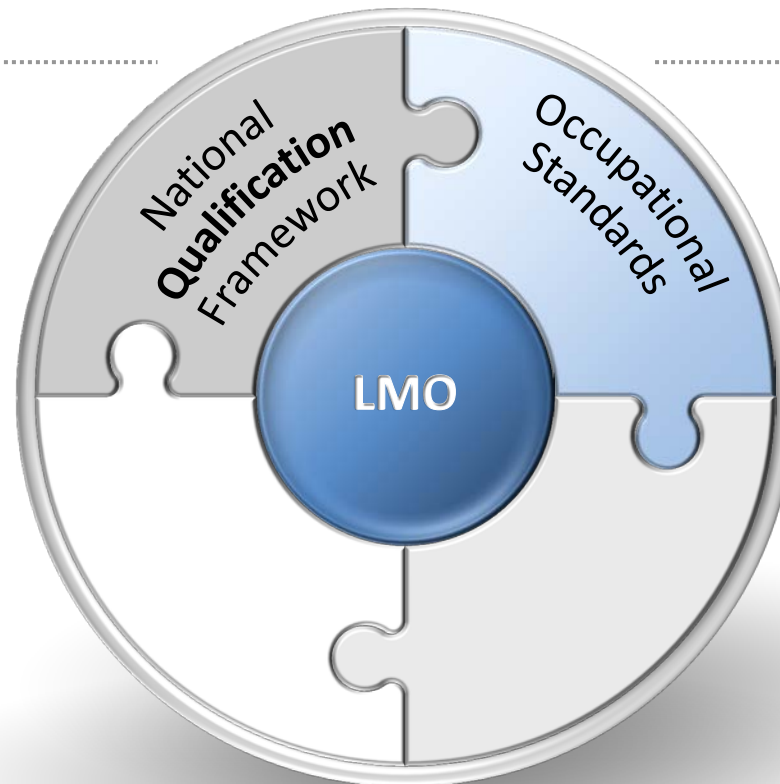 National
Qualification
Framework
Occupational
Standards
LMO